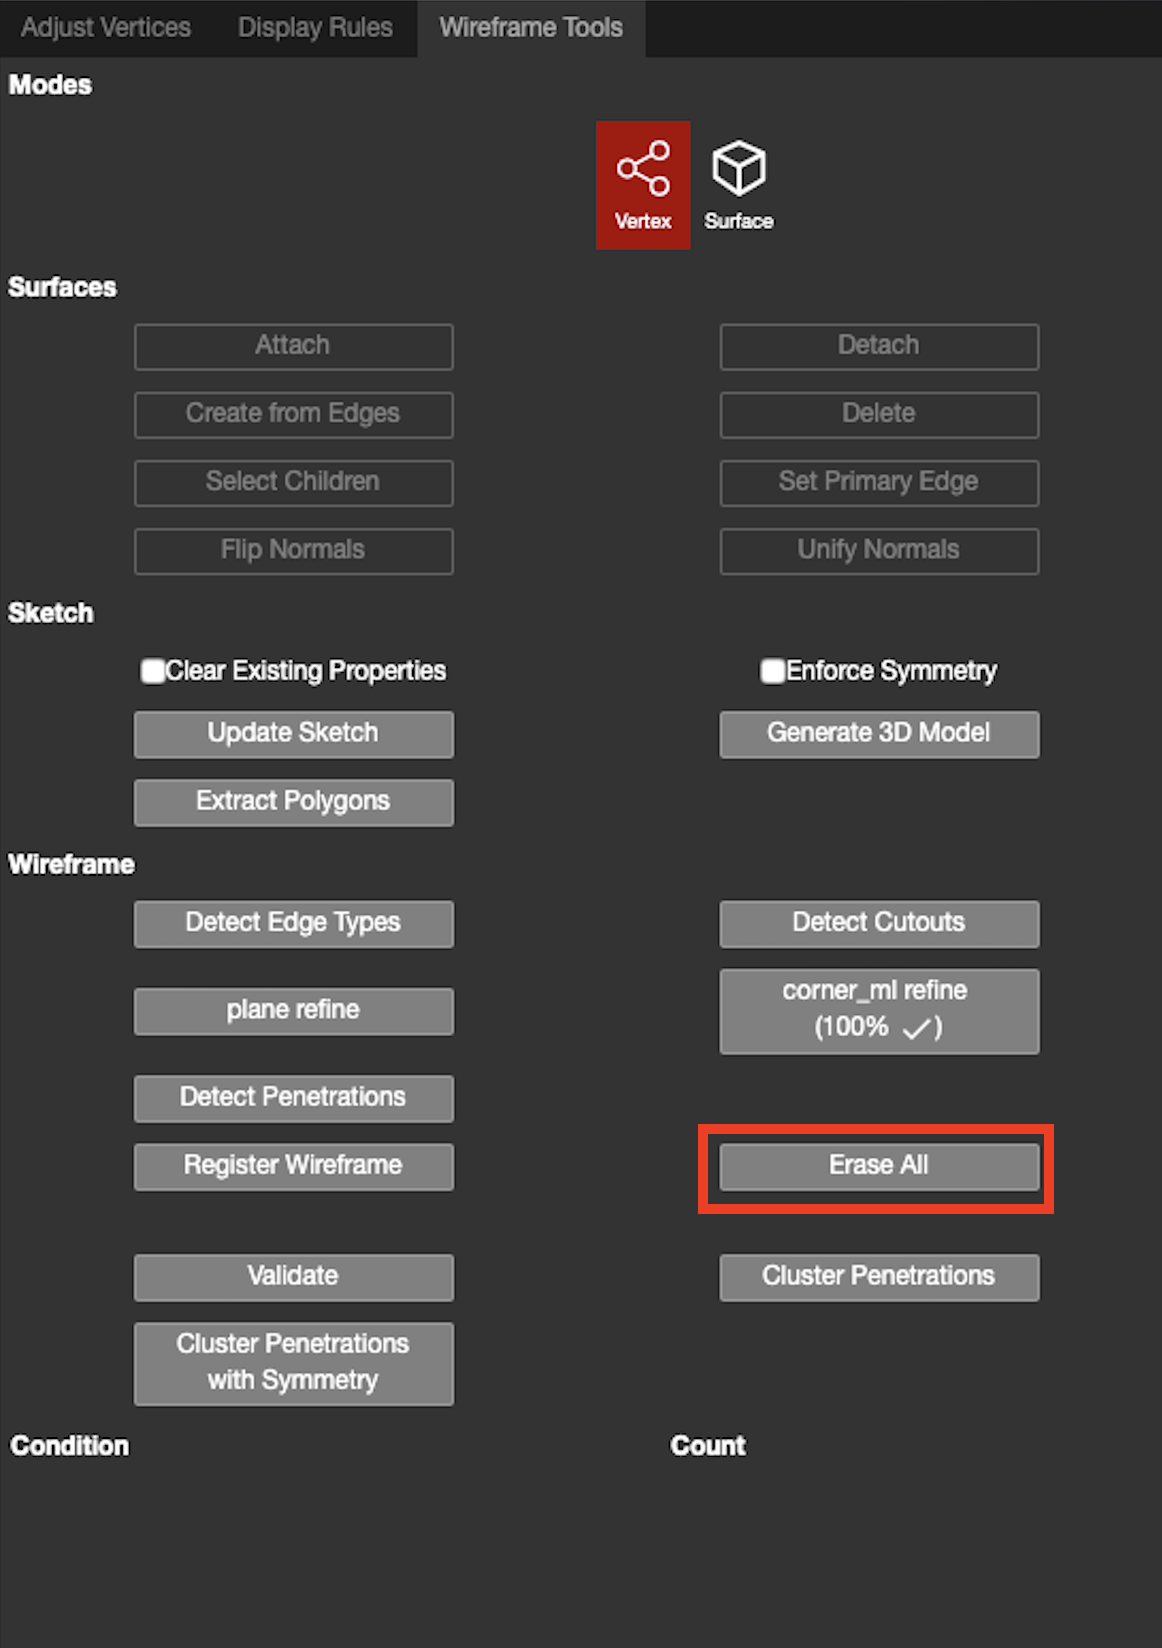 Adjust Vertices
Display Rules
Wireframe Tools
Modes
Vertex
Surface
Surfaces
Attach
Detach
Create from Edges
Delete
Select Children
Set Primary Edge
Flip Normals
Unify Normals
Sketch
Clear Existing Properties
Enforce Symmetry
Update Sketch
Generate 3D Model
Extract Polygons
Wireframe
Detect Edge Types
Detect Cutouts
plane refine
corner_ml refine
(100% ✓)
Detect Penetrations
Register Wireframe
Erase All
Validate
Cluster Penetrations
Cluster Penetrations
with Symmetry
Condition
Count